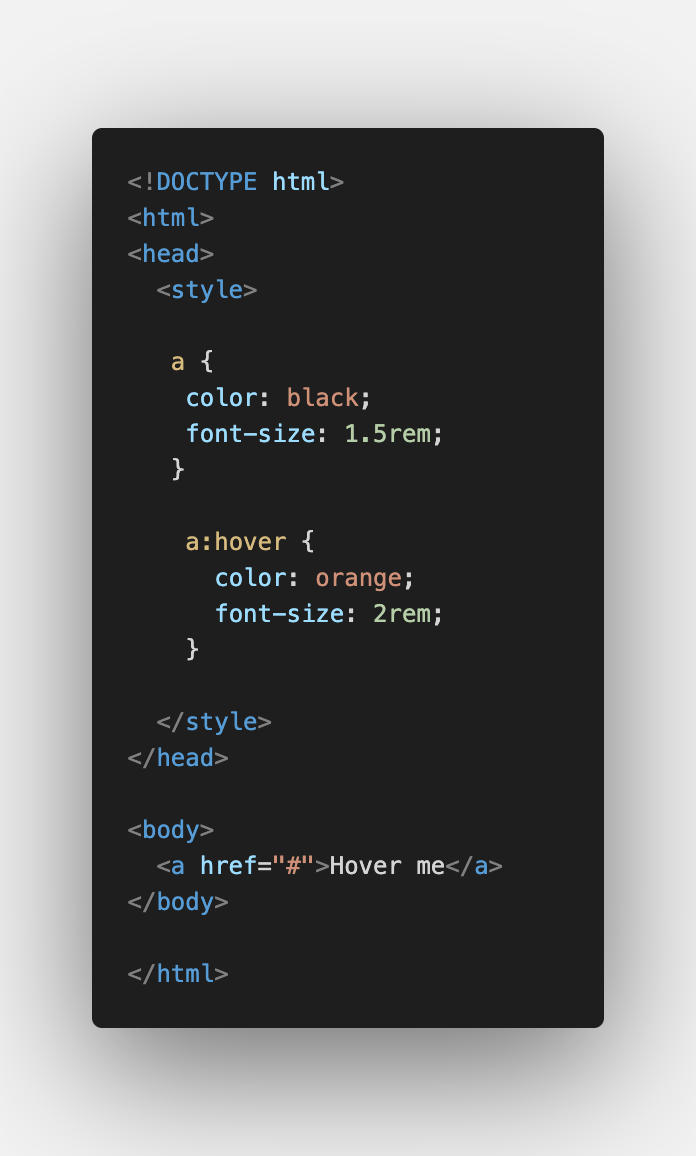 <!DOCTYPE html>
<html>
<head>
  <style>

   a {
    color: black;
    font-size: 1.5rem;
   }

    a:hover {
      color: orange;
      font-size: 2rem;
    }

  </style>
</head>

<body>
  <a href="#">Hover me</a>
</body>

</html>